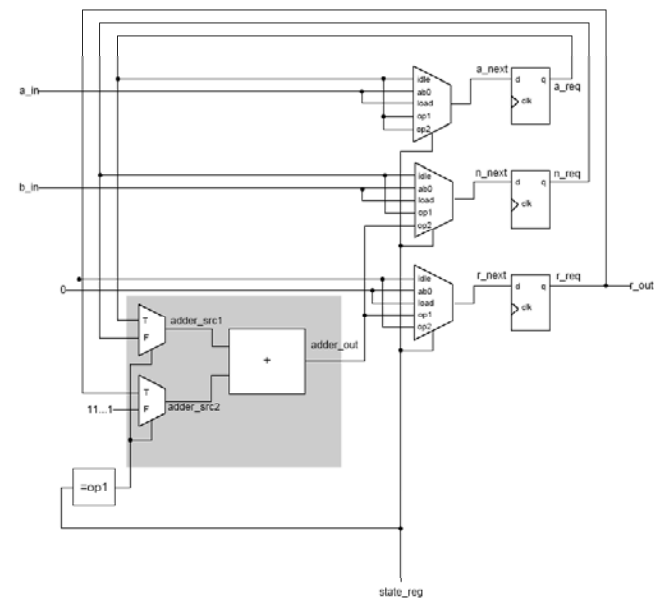 a_next
idle
d q
a_in
ab0
a_req
load
clk
op1
op2
n_next
idle
d q
n_req
b_in
ab0
load
clk
op1
op2
r_next
idle
d q
r_req
0
ab0
r_out
load
clk
op1
op2
T
adder_src1
F
adder_out
+
T
11...1
F
adder_src2
=op1
state_reg